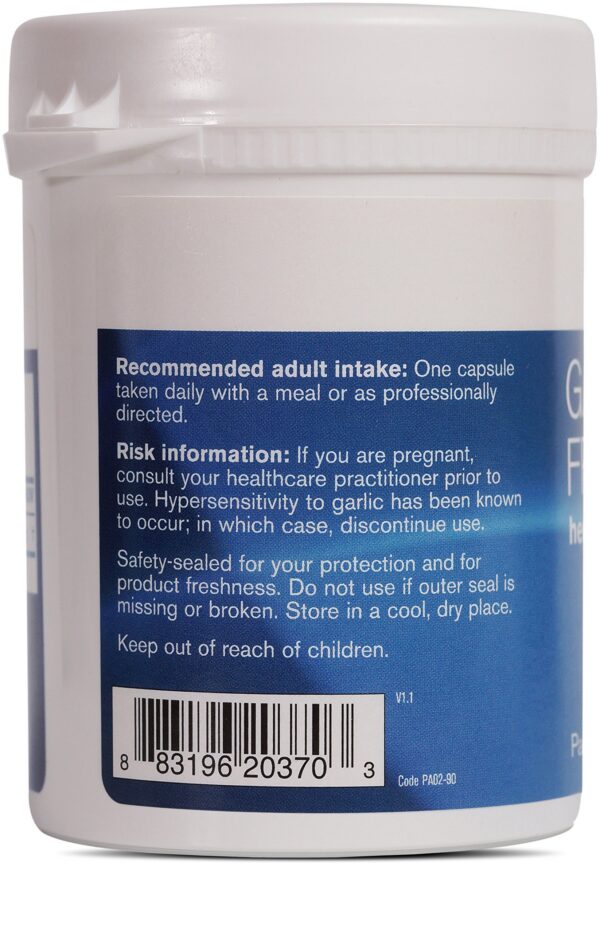 Recommended adult intake: One capsule
taken daily with a meal or as professionally
directed.
Risk information: If you are pregnant,
consult your healthcare practitioner prior to
use. Hypersensitivity to garlic has been known
to occur; in which case, discontinue use.
Safety-sealed for your protection and for
product freshness. Do not use if outer seal is
missing or broken. Store in a cool, dry place.
Keep out of reach of children.
V1.1
8 83196 20370 3
Code PA02-90